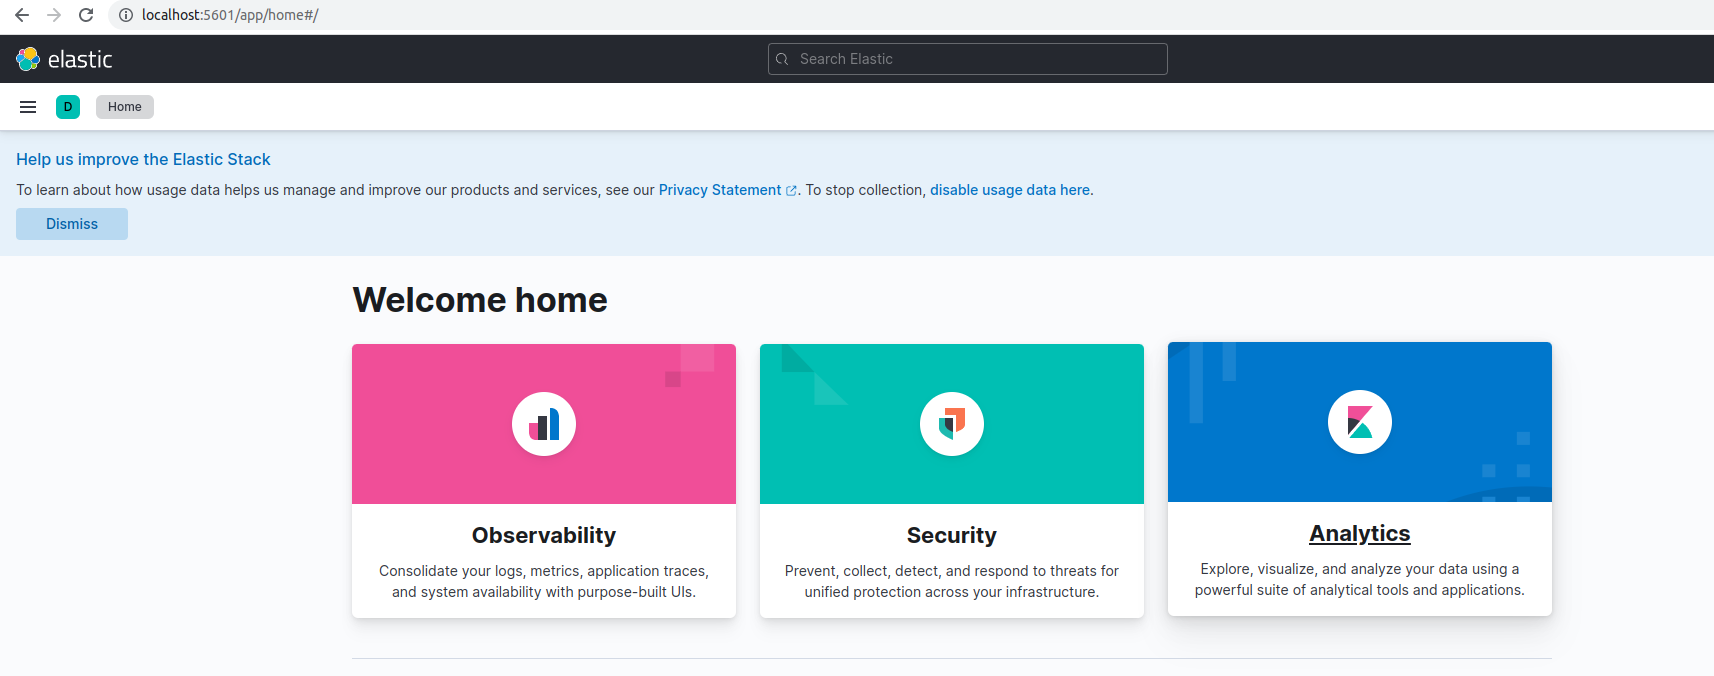 localhost:5601/app/home#/
elastic
Search Elastic
D
Home
Help us improve the Elastic Stack
To learn about how usage data helps us manage and improve our products and services, see our Privacy Statement. To stop collection, disable usage data here.
Dismiss
Welcome home
Observability
Consolidate your logs, metrics, application traces,
and system availability with purpose-built UIs.
Security
Prevent, collect, detect, and respond to threats for
unified protection across your infrastructure.
Analytics
Explore, visualize, and analyze your data using a
powerful suite of analytical tools and applications.